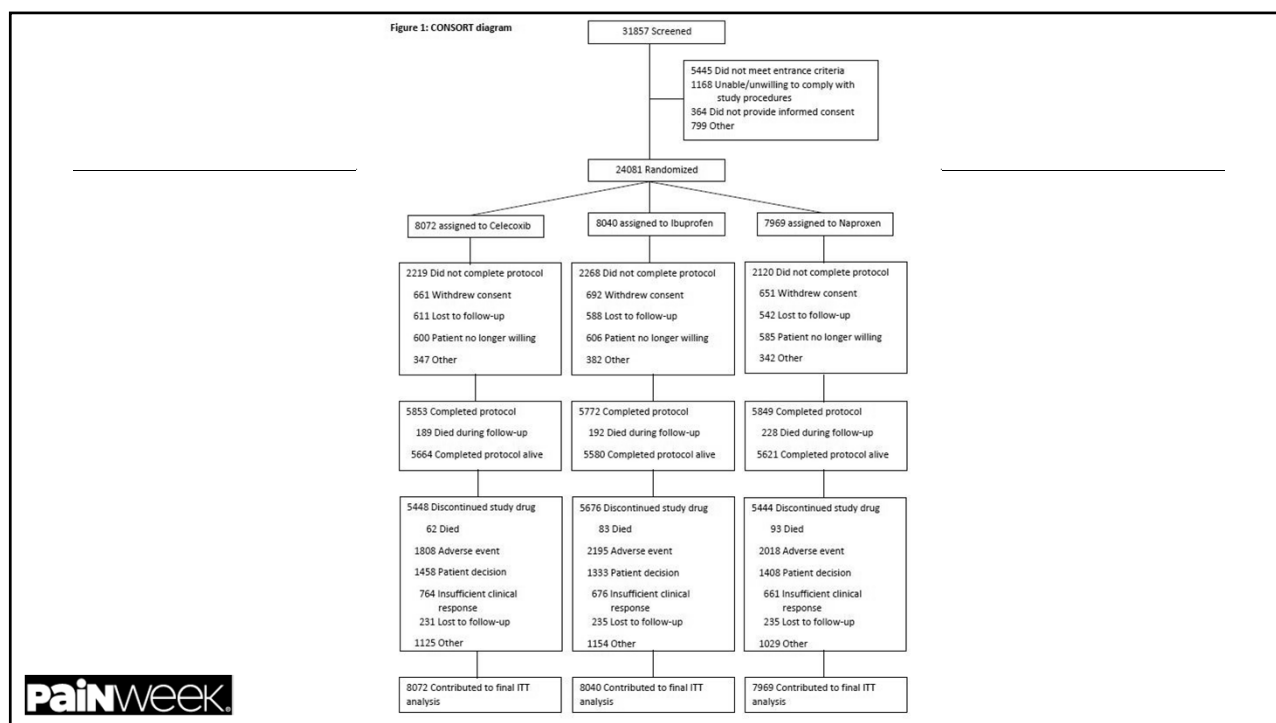 Figure 1: CONSORT diagram
31857 Screened
5445 Did not meet entrance criteria
1168 Unable/unwilling to comply with
study procedures
364 Did not provide informed consent
799 Other
24081 Randomized
8072 assigned to Celecoxib
8040 assigned to Ibuprofen
7969 assigned to Naproxen
2219 Did not complete protocol
661 Withdrew consent
611 Lost to follow-up
600 Patient no longer willing
347 Other
2268 Did not complete protocol
692 Withdrew consent
588 Lost to follow-up
606 Patient no longer willing
382 Other
2120 Did not complete protocol
651 Withdrew consent
542 Lost to follow-up
585 Patient no longer willing
342 Other
5853 Completed protocol
189 Died during follow-up
5664 Completed protocol alive
5772 Completed protocol
192 Died during follow-up
5580 Completed protocol alive
5849 Completed protocol
228 Died during follow-up
5621 Completed protocol alive
5448 Discontinued study drug
62 Died
1808 Adverse event
1458 Patient decision
764 Insufficient clinical
response
231 Lost to follow-up
1125 Other
5676 Discontinued study drug
83 Died
2195 Adverse event
1333 Patient decision
676 Insufficient clinical
response
235 Lost to follow-up
1154 Other
5444 Discontinued study drug
93 Died
2018 Adverse event
1408 Patient decision
661 Insufficient clinical
response
235 Lost to follow-up
1029 Other
8072 Contributed to final ITT
analysis
8040 Contributed to final ITT
analysis
7969 Contributed to final ITT
analysis
PaiNWEEK.